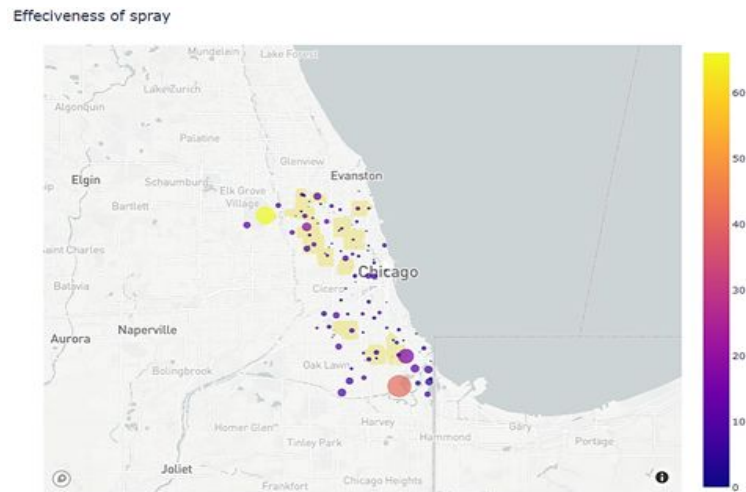 Effeciveness of spray
Mundelein
Lake Forest
Lake Zurich
Algonquin
60
Palatine
Glenview
Evanston
Elgin
Schaumburg
Elk Grove
Village
50
Bartlett
Saint Charles
40
Chicago
Batavia
Cicero
30
Naperville
Aurora
20
Oak Lawn
Bolingbrook
10
Harvey
Gary
Homer Glen
Hammond
Portage
Tinley Park
Joliet
Chicago Heights
Frankfort
0